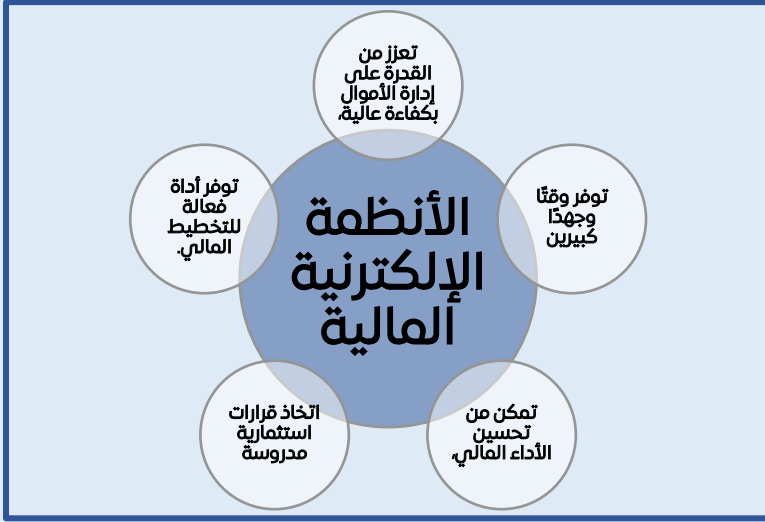 تعزز من
القدرة على
إدارة الأموال
بكفاءة عالية،
توفر وقتًا
وجهدًا
كبيرين
تمكن من
تحسين
الأداء المالي،
اتخاذ قرارات
استثمارية
مدروسة
توفر أداة
فعالة
للتخطيط
المالي.
الأنظمة
الإلكترنية
المالية